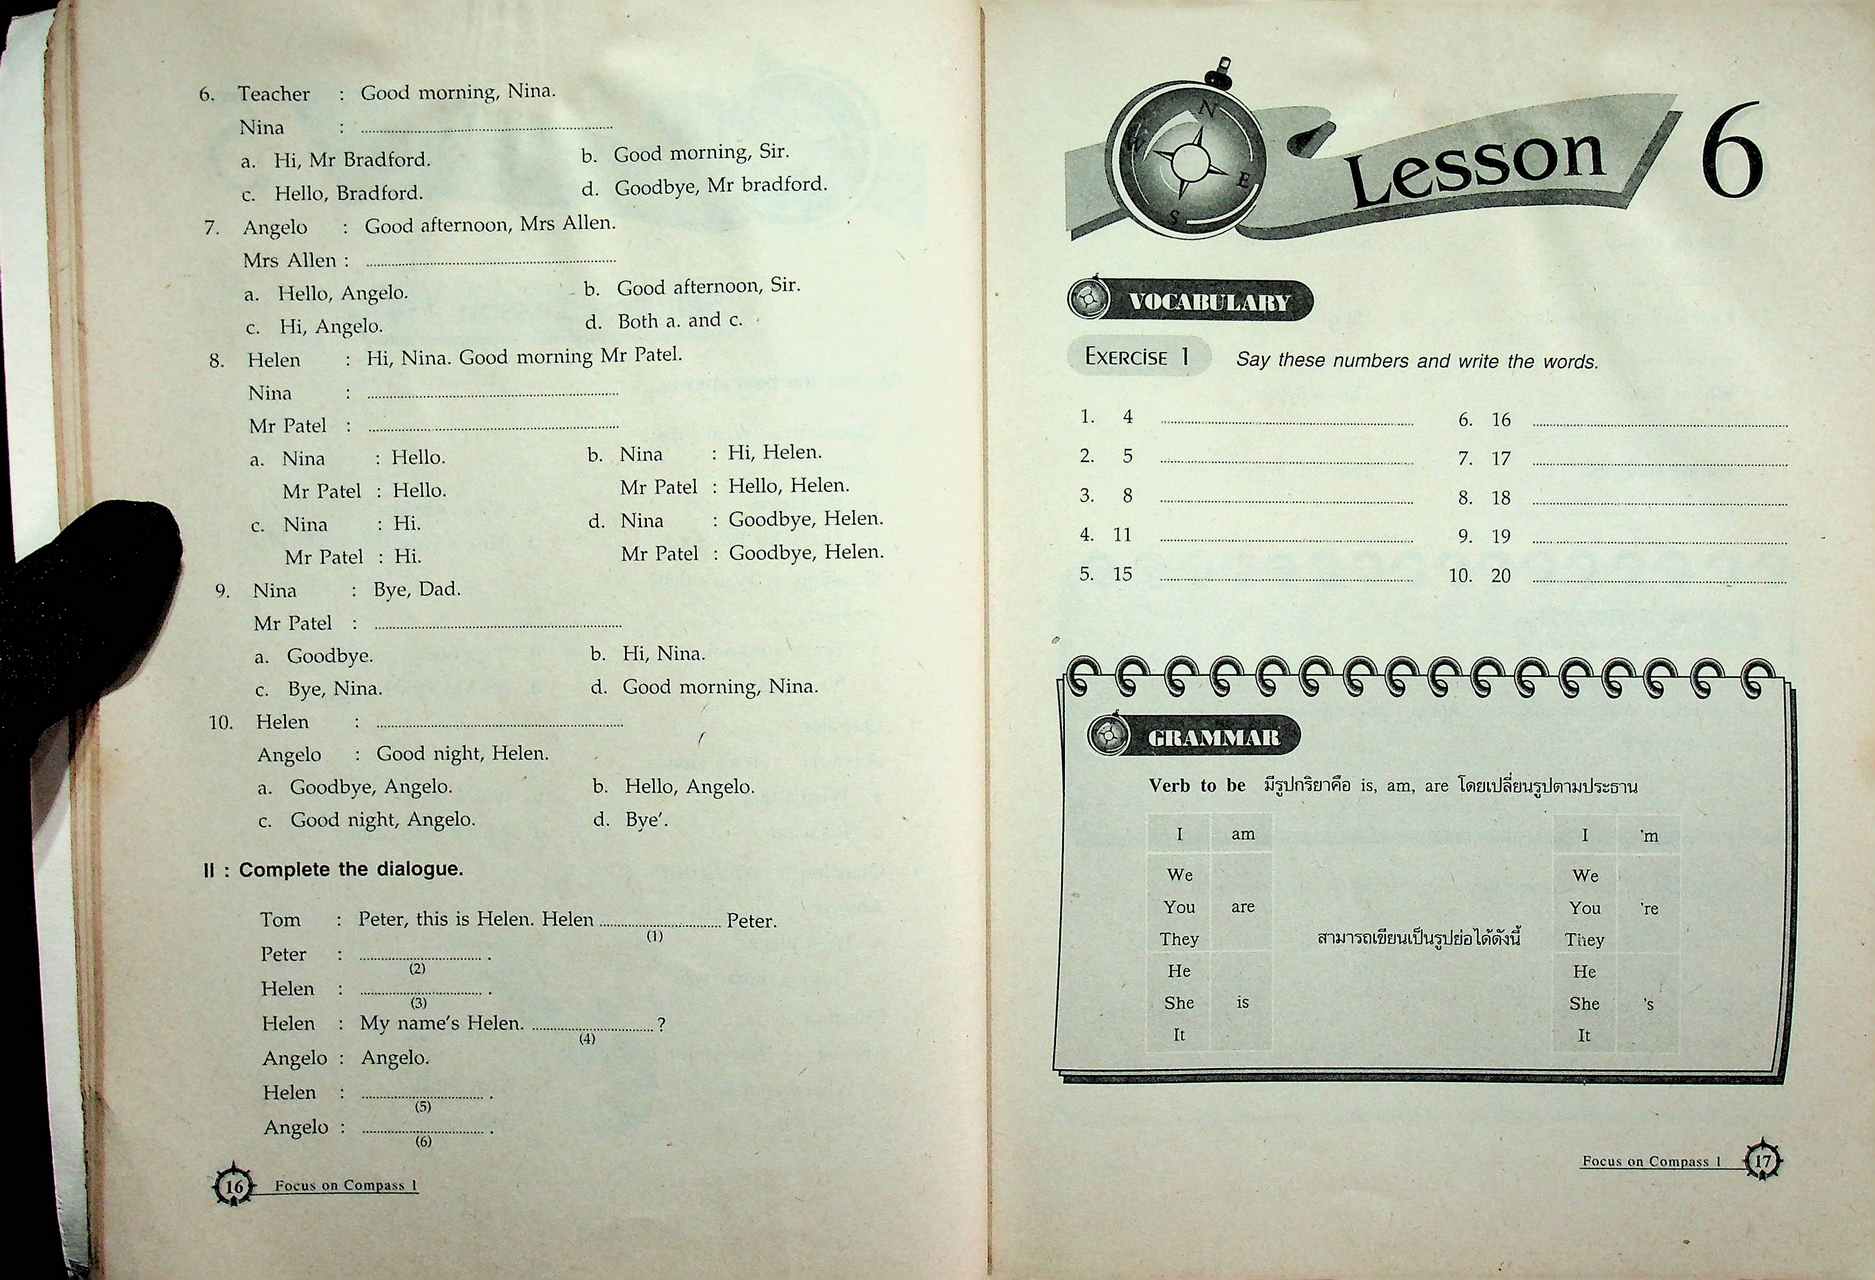 6. Teacher : Good morning, Nina.
Nina : ........................................
a. Hi, Mr Bradford. b. Good morning, Sir.
c. Hello, Bradford. d. Goodbye, Mr bradford.
7. Angelo : Good afternoon, Mrs Allen.
Mrs Allen : ........................................
a. Hello, Angelo. b. Good afternoon, Sir.
c. Hi, Angelo. d. Both a. and c.
8. Helen : Hi, Nina. Good morning Mr Patel.
Nina : ........................................
Mr Patel : ........................................
a. Nina : Hello. b. Nina : Hi, Helen.
Mr Patel : Hello. Mr Patel : Hello, Helen.
c. Nina : Hi. d. Nina : Goodbye, Helen.
Mr Patel : Hi. Mr Patel : Goodbye, Helen.
9. Nina : Bye, Dad.
Mr Patel : ........................................
a. Goodbye. b. Hi, Nina.
c. Bye, Nina. d. Good morning, Nina.
10. Helen : ........................................
Angelo : Good night, Helen.
a. Goodbye, Angelo. b. Hello, Angelo.
c. Good night, Angelo. d. Bye'.
II : Complete the dialogue.
Tom : Peter, this is Helen. Helen .................... Peter.
(1)
Peter : .................... .
(2)
Helen : .................... .
(3)
Helen : My name's Helen. .................... ?
(4)
Angelo : Angelo.
Helen : .................... .
(5)
Angelo : .................... .
(6)
16 Focus on Compass 1
N
W
E
S
Lesson 6
VOCABULARY
EXERCISE 1 Say these numbers and write the words.
1. 4 ........................................ 6. 16 ........................................
2. 5 ........................................ 7. 17 ........................................
3. 8 ........................................ 8. 18 ........................................
4. 11 ........................................ 9. 19 ........................................
5. 15 ........................................ 10. 20 ........................................
GRAMMAR
Verb to be มีรูปกริยาคือ is, am, are โดยเปลี่ยนรูปตามประธาน
I am I 'm
We We
You are You 're
They สามารถเขียนเป็นรูปย่อได้ดังนี้ They
He He
She is She 's
It It
Focus on Compass 1 17